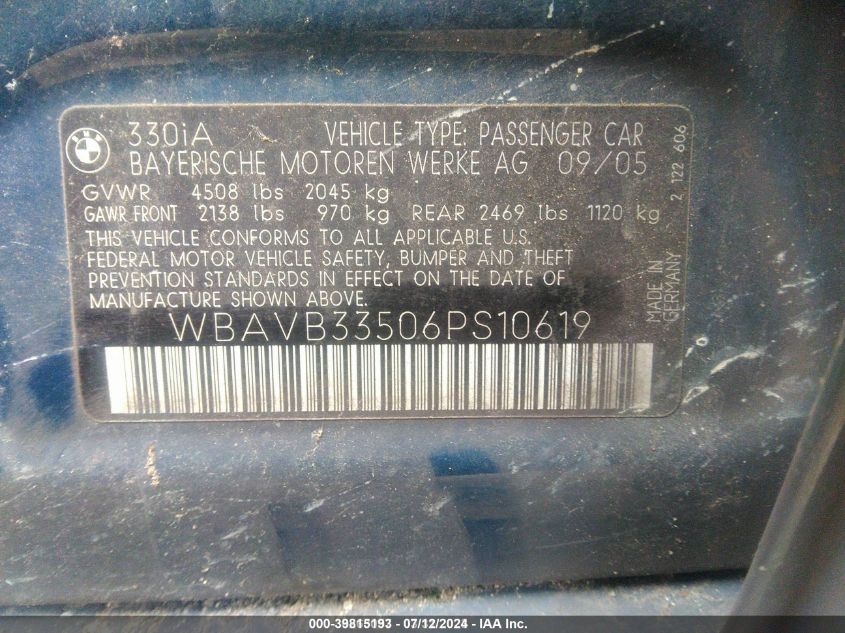 BMW
330iA VEHICLE TYPE: PASSENGER CAR
BAYERISCHE MOTOREN WERKE AG 09/05
GVWR 4508 lbs 2045 kg
GAWR FRONT 2138 lbs 970 kg REAR 2469 lbs 1120 kg
THIS VEHICLE CONFORMS TO ALL APPLICABLE U.S.
FEDERAL MOTOR VEHICLE SAFETY, BUMPER AND THEFT
PREVENTION STANDARDS IN EFFECT ON THE DATE OF
MANUFACTURE SHOWN ABOVE.
WBAVB33506PS10619
MADE IN
GERMANY
2 122 606
000-39815193 - 07/12/2024 - IAA Inc.